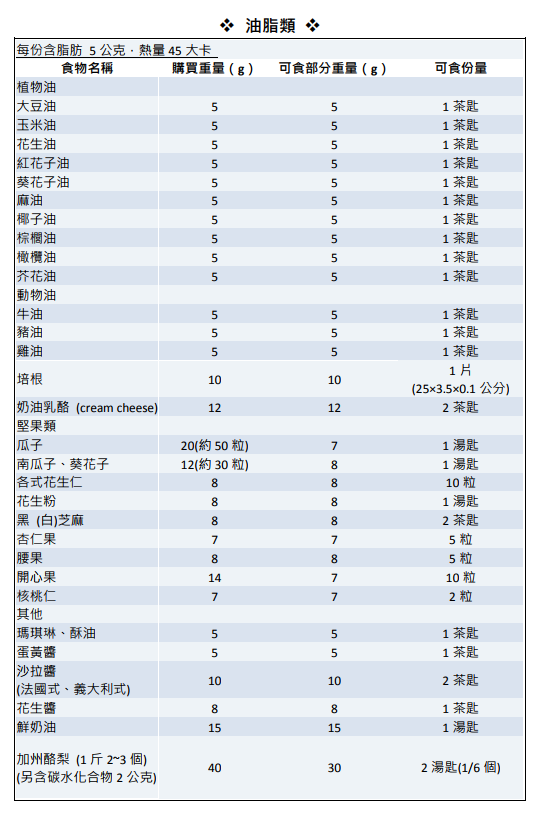 ❖ 油脂類 ❖
每份含脂肪 5 公克，熱量 45 大卡
食物名稱 購買重量 ( g ) 可食部分重量 ( g ) 可食份量
植物油
大豆油 5 5 1 茶匙
玉米油 5 5 1 茶匙
花生油 5 5 1 茶匙
紅花子油 5 5 1 茶匙
葵花子油 5 5 1 茶匙
麻油 5 5 1 茶匙
椰子油 5 5 1 茶匙
棕櫚油 5 5 1 茶匙
橄欖油 5 5 1 茶匙
芥花油 5 5 1 茶匙
動物油
牛油 5 5 1 茶匙
豬油 5 5 1 茶匙
雞油 5 5 1 茶匙
培根 10 10 1 片
(25×3.5×0.1 公分)
奶油乳酪 (cream cheese) 12 12 2 茶匙
堅果類
瓜子 20(約 50 粒) 7 1 湯匙
南瓜子、葵花子 12(約 30 粒) 8 1 湯匙
各式花生仁 8 8 10 粒
花生粉 8 8 1 湯匙
黑 (白)芝麻 8 8 2 茶匙
杏仁果 7 7 5 粒
腰果 8 8 5 粒
開心果 14 7 10 粒
核桃仁 7 7 2 粒
其他
瑪琪琳、酥油 5 5 1 茶匙
蛋黃醬 5 5 1 茶匙
沙拉醬
(法國式、義大利式) 10 10 2 茶匙
花生醬 8 8 1 茶匙
鮮奶油 15 15 1 湯匙
加州酪梨 (1 斤 2~3 個)
(另含碳水化合物 2 公克) 40 30 2 湯匙(1/6 個)